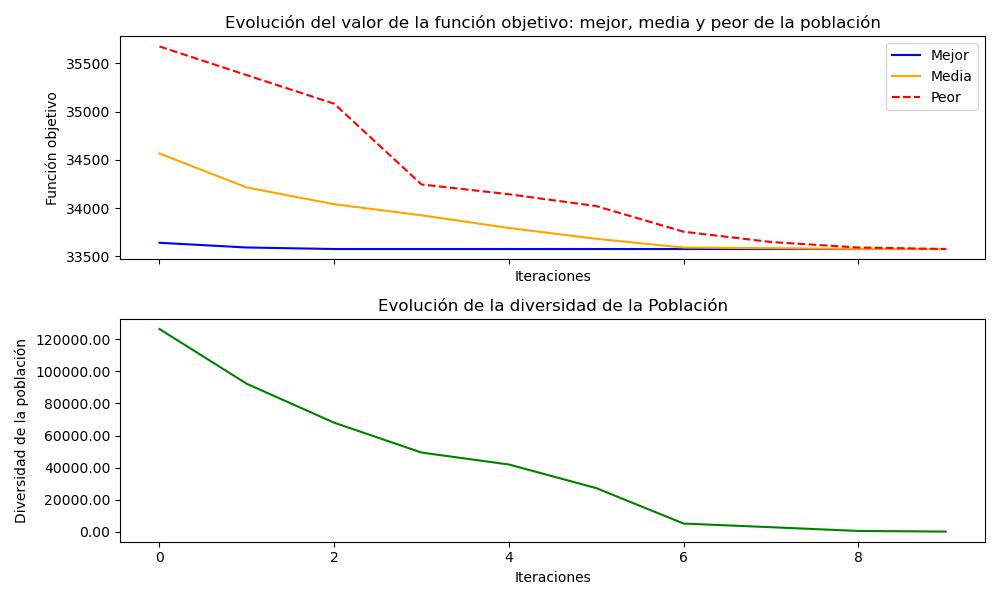 Evolución del valor de la función objetivo: mejor, media y peor de la población
Función objetivo
35500
35000
34500
34000
33500
Mejor
Media
Peor
Iteraciones
Evolución de la diversidad de la Población
Diversidad de la población
120000.00
100000.00
80000.00
60000.00
40000.00
20000.00
0.00
0 2 4 6 8
Iteraciones